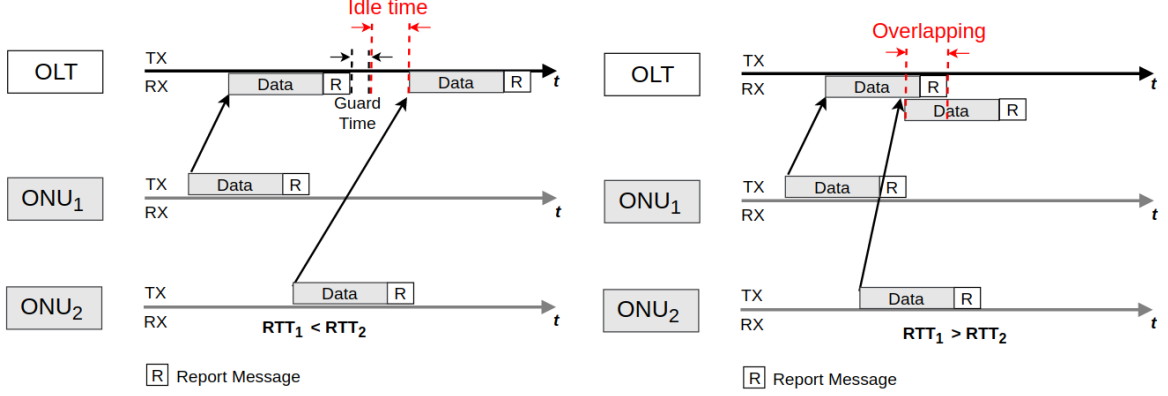 Idle time
OLT
TX
RX
Data
R
Data
R
t
Guard
Time
ONU1
TX
RX
Data
R
t
ONU2
TX
RX
Data
R
t
RTT1 < RTT2
R Report Message
Overlapping
OLT
TX
RX
Data
R
Data
R
t
ONU1
TX
RX
Data
R
t
ONU2
TX
RX
Data
R
t
RTT1 > RTT2
R Report Message